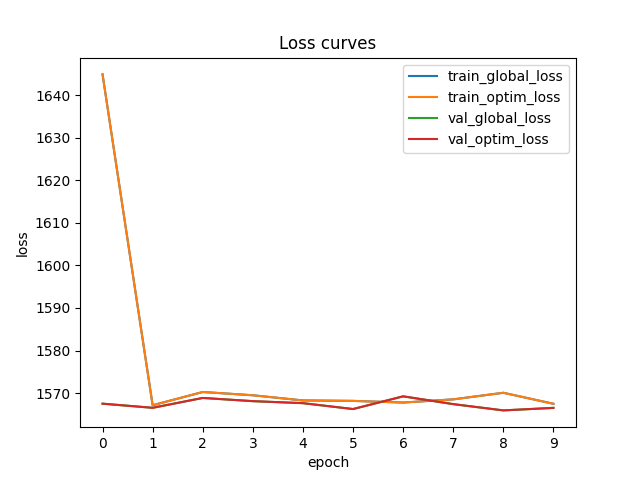 Loss curves
train_global_loss
train_optim_loss
val_global_loss
val_optim_loss
loss
1640
1630
1620
1610
1600
1590
1580
1570
0 1 2 3 4 5 6 7 8 9
epoch